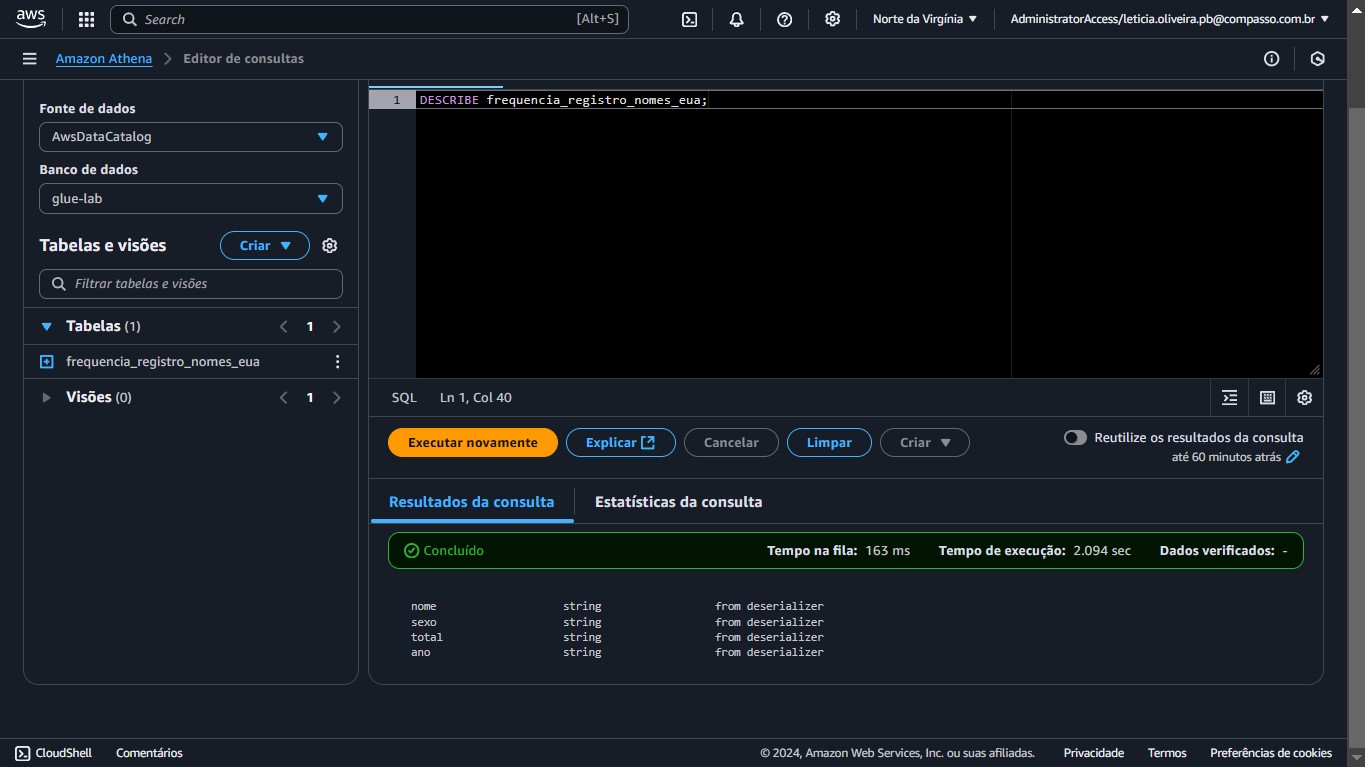 aws Search [Alt+S] Norte da Virgínia AdministratorAccess/leticia.oliveira.pb@compasso.com.br
Amazon Athena Editor de consultas
Fonte de dados
AwsDataCatalog
Banco de dados
glue-lab
Tabelas e visões Criar
Filtrar tabelas e visões
Tabelas (1) 1
frequencia_registro_nomes_eua
Visões (0) 1
1 DESCRIBE frequencia_registro_nomes_eua;
SQL Ln 1, Col 40
Executar novamente Explicar Cancelar Limpar Criar
Reutilize os resultados da consulta
até 60 minutos atrás
Resultados da consulta Estatísticas da consulta
Concluído Tempo na fila: 163 ms Tempo de execução: 2.094 sec Dados verificados: -
nome string from deserializer
sexo string from deserializer
total string from deserializer
ano string from deserializer
CloudShell Comentários © 2024, Amazon Web Services, Inc. ou suas afiliadas. Privacidade Termos Preferências de cookies